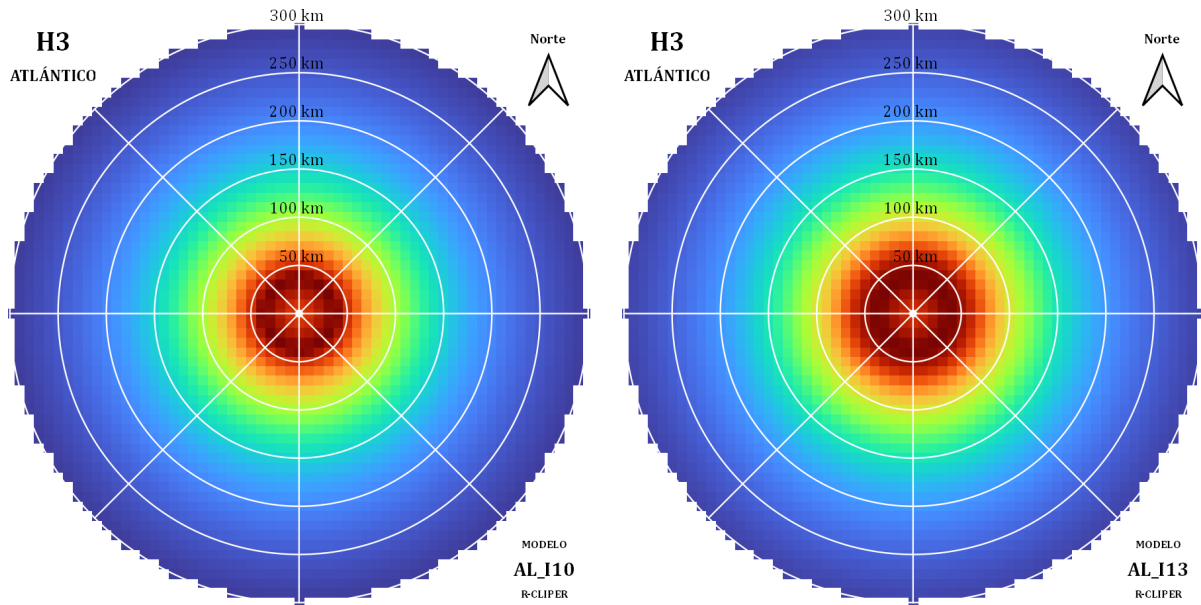 300 km
H3
ATLÁNTICO
Norte
250 km
200 km
150 km
100 km
50 km
MODELO
AL_I10
R-CLIPER
300 km
H3
ATLÁNTICO
Norte
250 km
200 km
150 km
100 km
50 km
MODELO
AL_I13
R-CLIPER